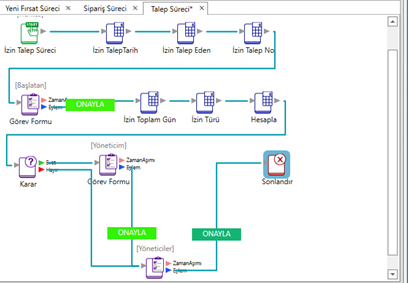 Yeni Fırsat Süreci
Sipariş Süreci
Talep Süreci*
START
İzin Talep Süreci
İzin TalepTarih
İzin Talep Eden
İzin Talep No
[Başlatan]
Görev Formu
Eylem
ONAYLA
İzin Toplam Gün
İzin Türü
Hesapla
Karar
Evet
Hayır
[Yöneticim]
Görev Formu
ZamanAşımı
Eylem
Sonlandır
ONAYLA
ONAYLA
[Yöneticiler]
ZamanAşımı
Eylem